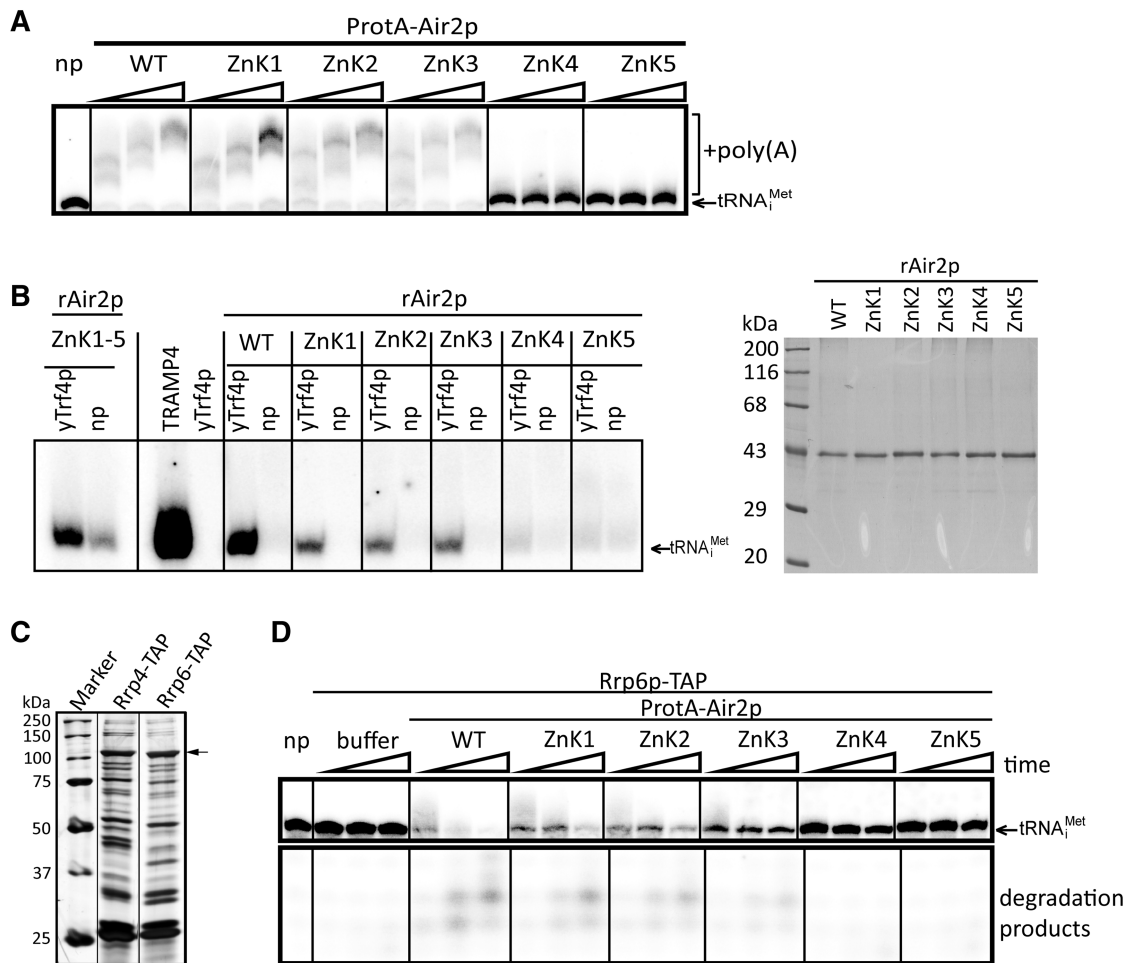 A
ProtA-Air2p
np WT ZnK1 ZnK2 ZnK3 ZnK4 ZnK5
+poly(A)
tRNAiMet
B
rAir2p rAir2p
ZnK1-5 WT ZnK1 ZnK2 ZnK3 ZnK4 ZnK5
yTrf4p np TRAMP4 yTrf4p yTrf4p np yTrf4p np yTrf4p np yTrf4p np yTrf4p np yTrf4p np
tRNAiMet
rAir2p
kDa WT ZnK1 ZnK2 ZnK3 ZnK4 ZnK5
200
116
68
43
29
20
C
kDa Marker Rrp4-TAP Rrp6-TAP
250
150
100
75
50
37
25
D
Rrp6p-TAP
ProtA-Air2p
np buffer WT ZnK1 ZnK2 ZnK3 ZnK4 ZnK5
time
tRNAiMet
degradation
products